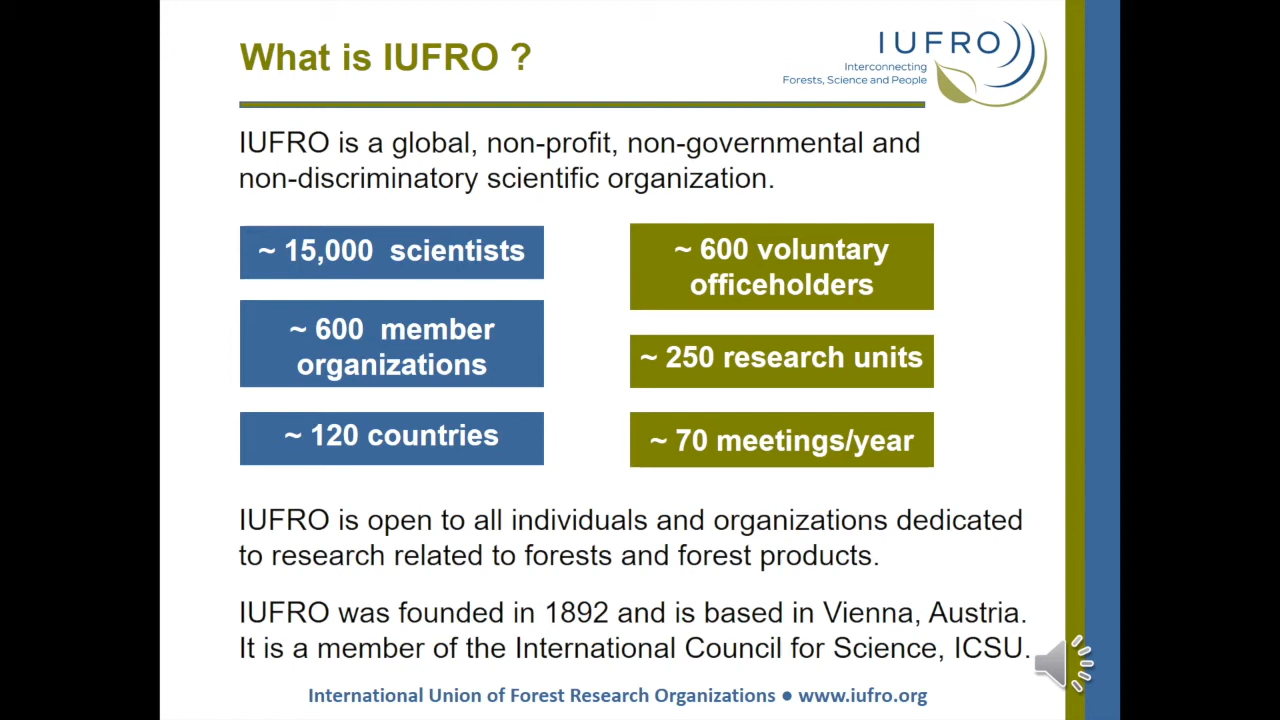 What is IUFRO ?
IUFRO
Interconnecting
Forests, Science and People
IUFRO is a global, non-profit, non-governmental and
non-discriminatory scientific organization.
~ 15,000 scientists
~ 600 member
organizations
~ 120 countries
~ 600 voluntary
officeholders
~ 250 research units
~ 70 meetings/year
IUFRO is open to all individuals and organizations dedicated
to research related to forests and forest products.
IUFRO was founded in 1892 and is based in Vienna, Austria.
It is a member of the International Council for Science, ICSU.
International Union of Forest Research Organizations ● www.iufro.org